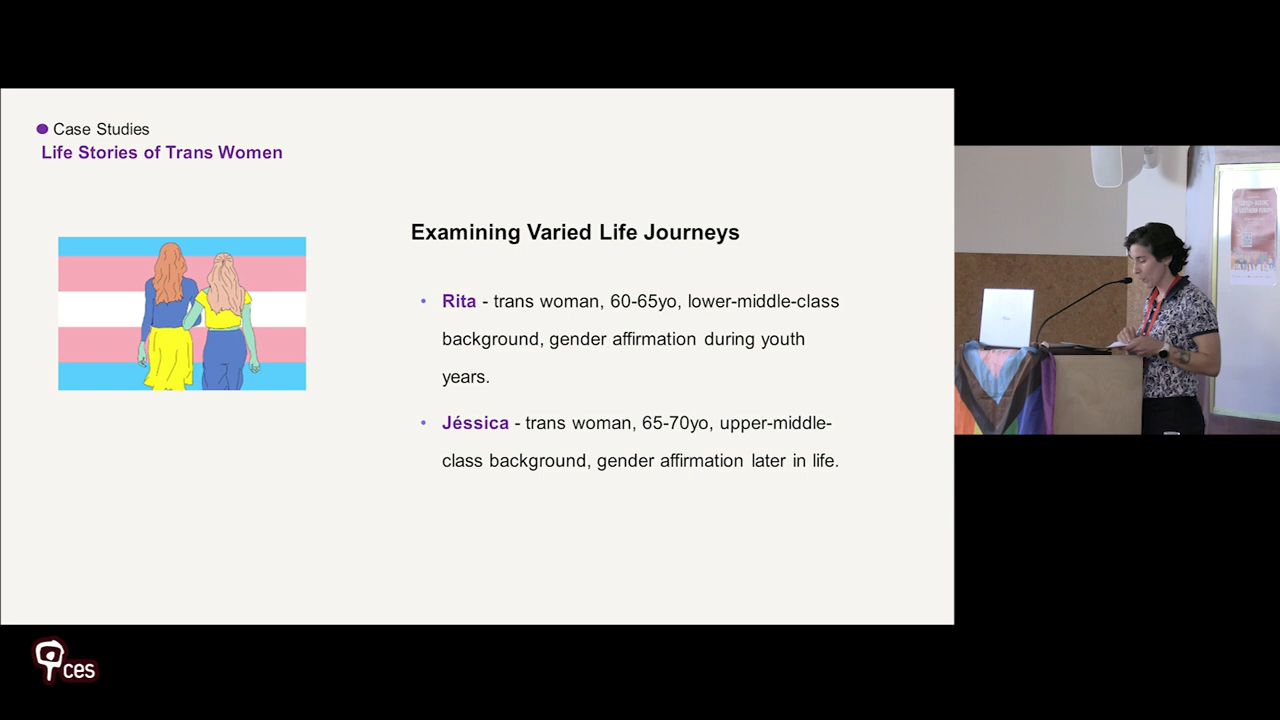 Case Studies
Life Stories of Trans Women
Examining Varied Life Journeys
• Rita - trans woman, 60-65yo, lower-middle-class
background, gender affirmation during youth
years.
• Jéssica - trans woman, 65-70yo, upper-middle-
class background, gender affirmation later in life.
ces